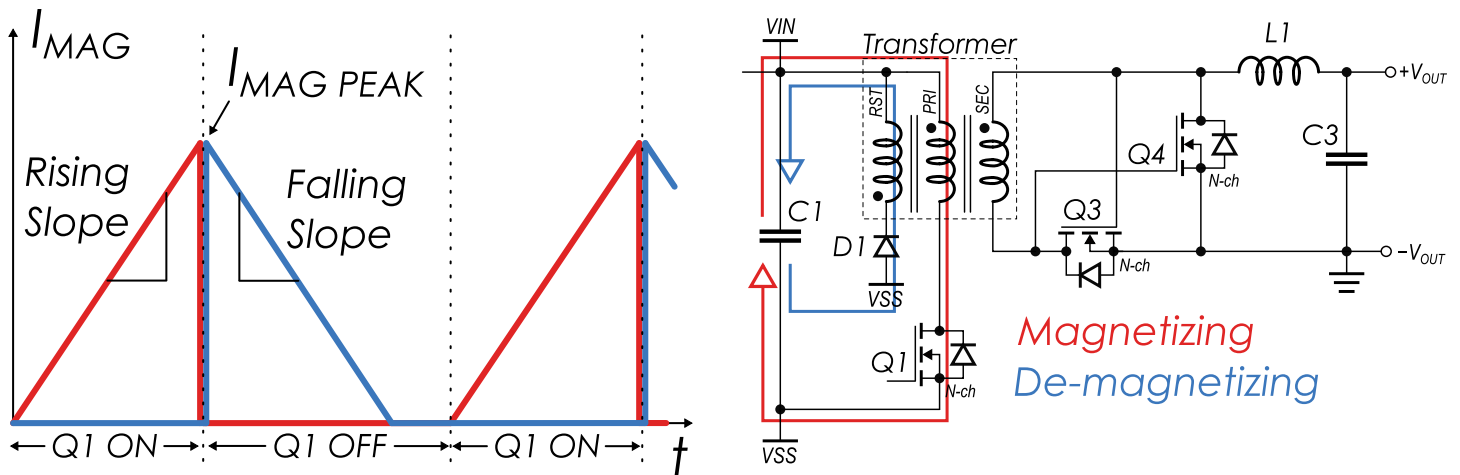 I_MAG
I_MAG PEAK
Rising
Slope
Falling
Slope
Q1 ON
Q1 OFF
Q1 ON
t
VIN
Transformer
RST
PRI
SEC
L1
+V_OUT
C1
D1
VSS
Q1
N-ch
VSS
Q4
N-ch
Q3
N-ch
C3
–V_OUT
Magnetizing
De-magnetizing